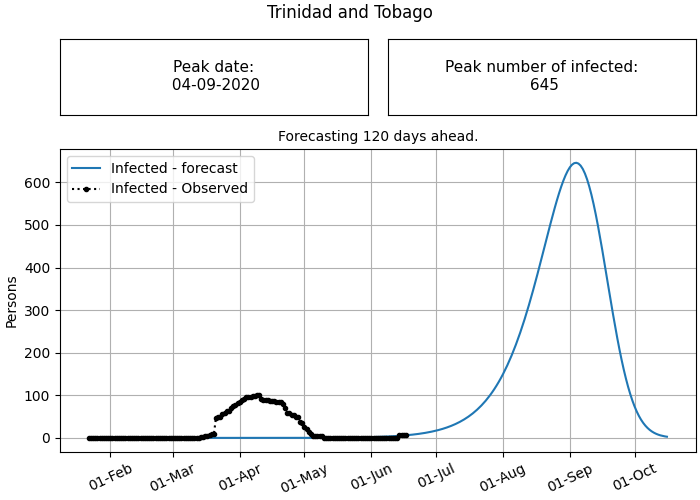 Trinidad and Tobago
Peak date:
04-09-2020
Peak number of infected:
645
Forecasting 120 days ahead.
Infected - forecast
Infected - Observed
Persons
600
500
400
300
200
100
0
01-Feb
01-Mar
01-Apr
01-May
01-Jun
01-Jul
01-Aug
01-Sep
01-Oct